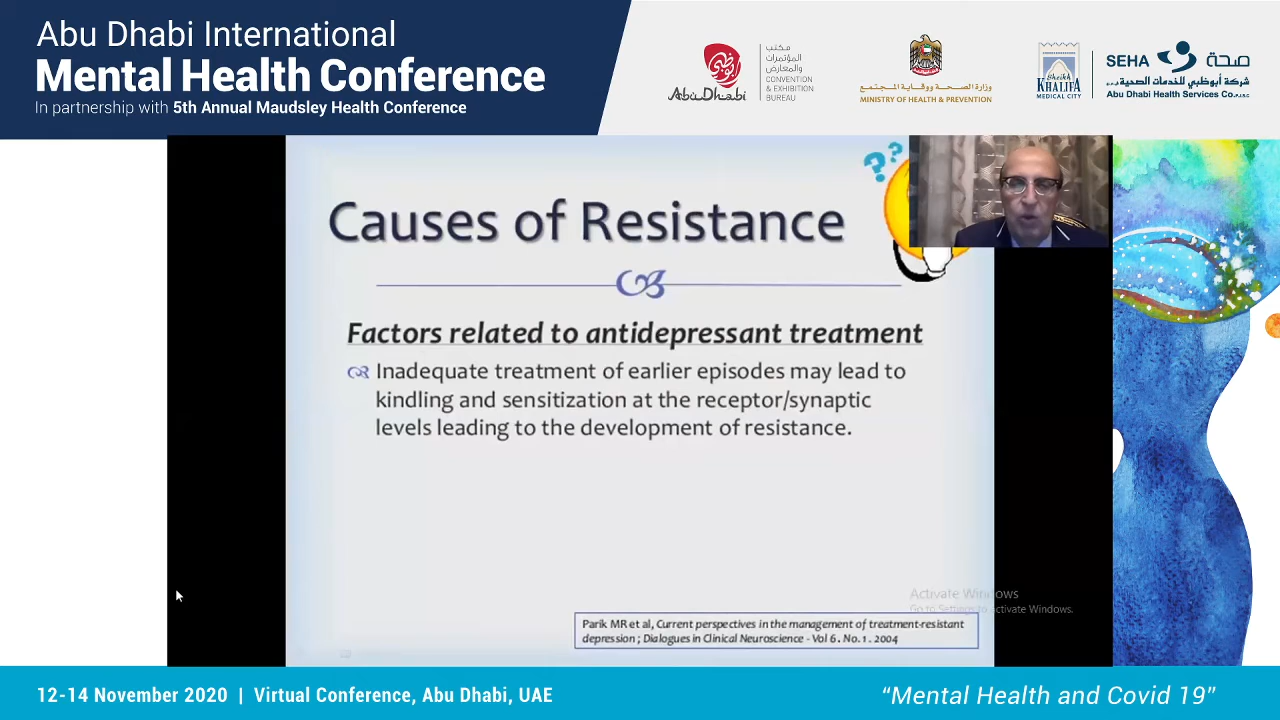 Abu Dhabi International
Mental Health Conference
In partnership with 5th Annual Maudsley Health Conference
Abu Dhabi
مكتب
المؤتمرات
والمعارض
أبوظبي
CONVENTION
& EXHIBITION
BUREAU
وزارة الصحة ووقاية المجتمع
MINISTRY OF HEALTH & PREVENTION
Sheikh
KHALIFA
MEDICAL CITY
SEHA صحة
شركة أبوظبي للخدمات الصحية ش.م.ع
Abu Dhabi Health Services Co. P.J.S.C
??
Causes of Resistance
Factors related to antidepressant treatment
Inadequate treatment of earlier episodes may lead to
kindling and sensitization at the receptor/synaptic
levels leading to the development of resistance.
Activate Windows
Go to Settings to activate Windows.
Parik MR et al, Current perspectives in the management of treatment-resistant
depression ; Dialogues in Clinical Neuroscience - Vol 6 . No. 1 . 2004
12-14 November 2020 | Virtual Conference, Abu Dhabi, UAE
“Mental Health and Covid 19”